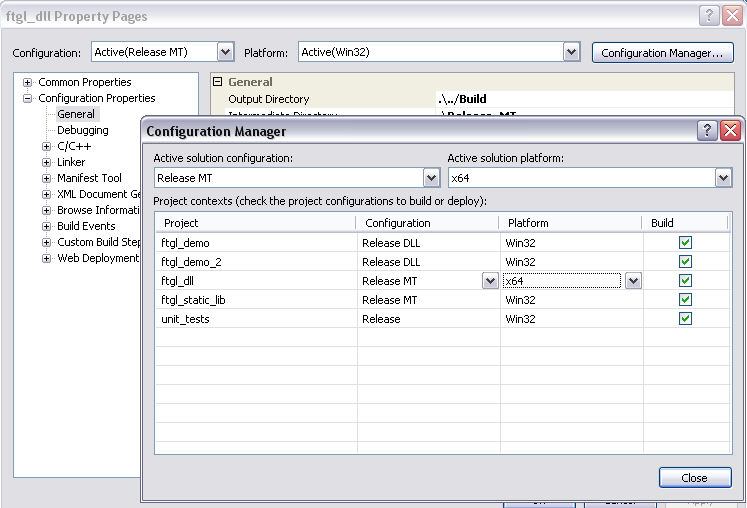 ftgl_dll Property Pages
Configuration: Active(Release MT) Platform: Active(Win32) Configuration Manager...
Common Properties
Configuration Properties
General
Debugging
C/C++
Linker
Manifest Tool
XML Document Ge
Browse Informati
Build Events
Custom Build Step
Web Deployment
General
Output Directory .\../Build
Intermediate Directory .\Release_MT
Configuration Manager
Active solution configuration: Active solution platform:
Release MT x64
Project contexts (check the project configurations to build or deploy):
Project Configuration Platform Build
ftgl_demo Release DLL Win32
ftgl_demo_2 Release DLL Win32
ftgl_dll Release MT x64
ftgl_static_lib Release MT Win32
unit_tests Release Win32
Close